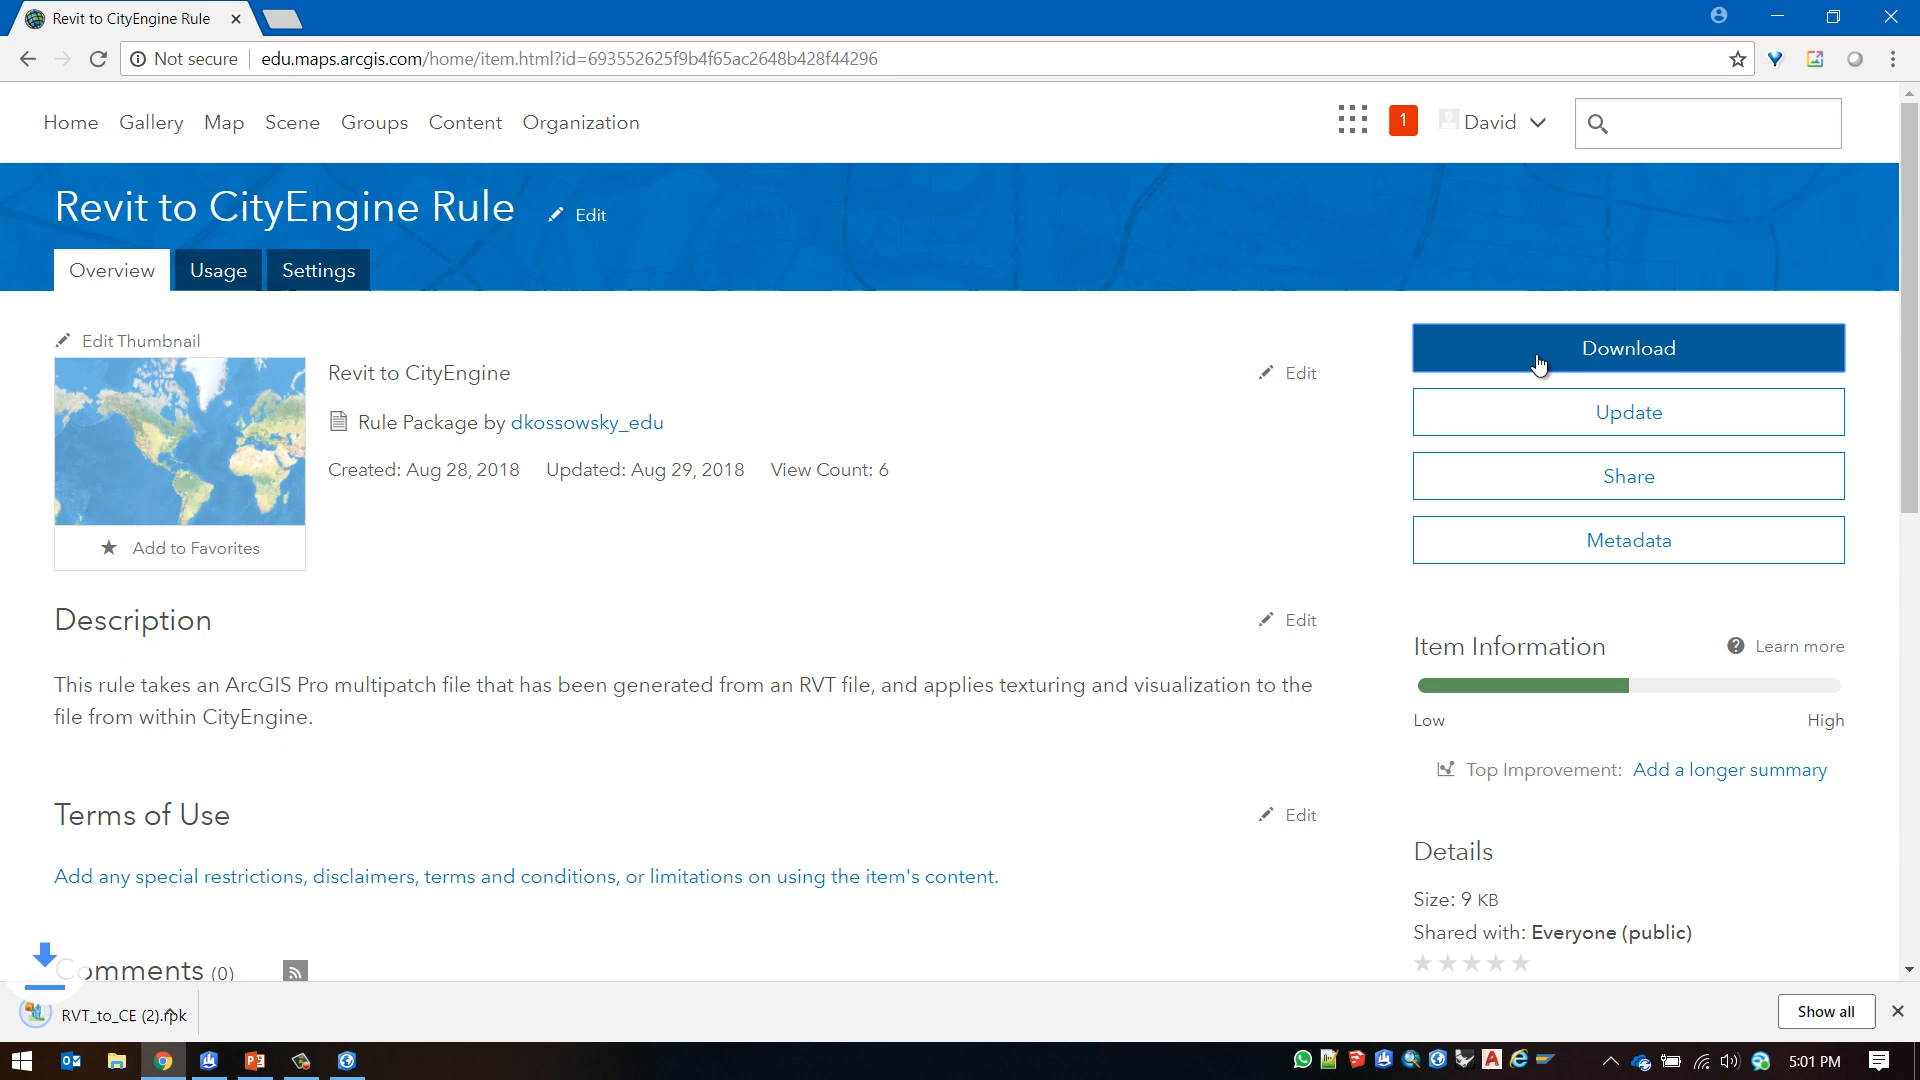 Revit to CityEngine Rule
Not secure edu.maps.arcgis.com/home/item.html?id=693552625f9b4f65ac2648b428f44296
Home Gallery Map Scene Groups Content Organization 1 David
Revit to CityEngine Rule Edit
Overview Usage Settings
Edit Thumbnail
Download
Revit to CityEngine Edit
Update
Rule Package by dkossowsky_edu
Created: Aug 28, 2018 Updated: Aug 29, 2018 View Count: 6
Share
Metadata
Add to Favorites
Description Edit
Item Information Learn more
This rule takes an ArcGIS Pro multipatch file that has been generated from an RVT file, and applies texturing and visualization to the
file from within CityEngine.
Low High
Top Improvement: Add a longer summary
Terms of Use Edit
Details
Add any special restrictions, disclaimers, terms and conditions, or limitations on using the item's content.
Size: 9 KB
Shared with: Everyone (public)
Comments (0)
RVT_to_CE (2).rpk
Show all
5:01 PM